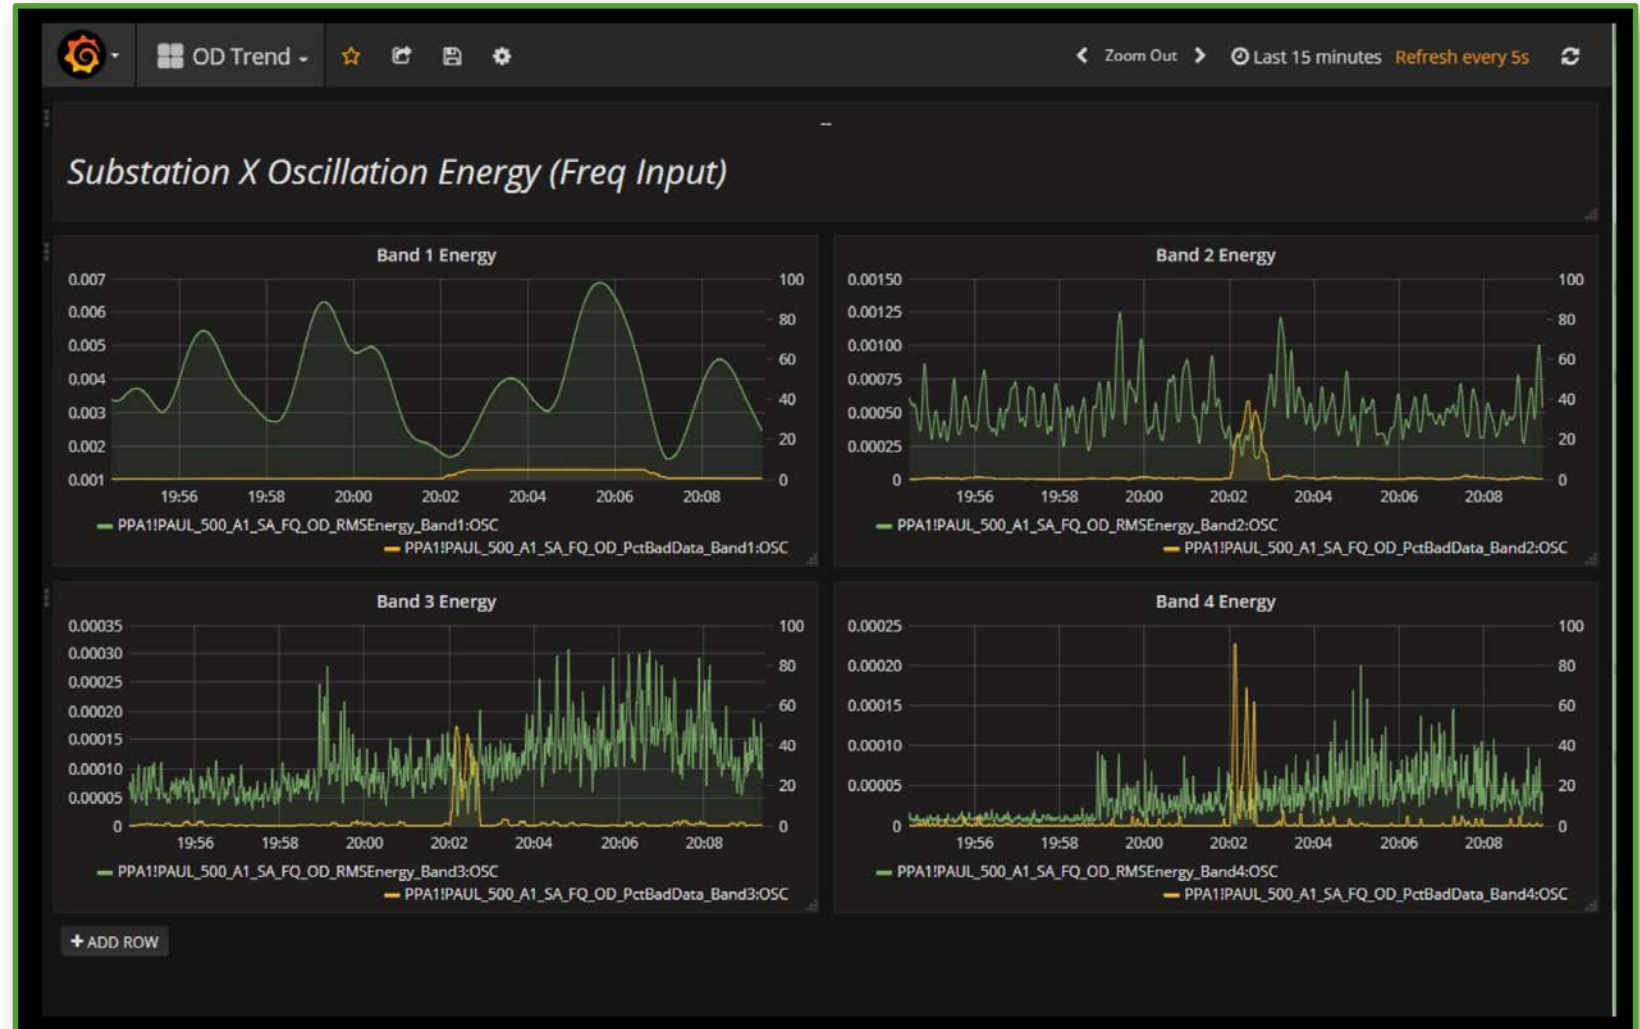 OD Trend
Zoom Out
Last 15 minutes Refresh every 5s
--
Substation X Oscillation Energy (Freq Input)
Band 1 Energy
0.007
0.006
0.005
0.004
0.003
0.002
0.001
100
80
60
40
20
0
19:56 19:58 20:00 20:02 20:04 20:06 20:08
PPA1!PAUL_500_A1_SA_FQ_OD_RMSEnergy_Band1:OSC
PPA1!PAUL_500_A1_SA_FQ_OD_PctBadData_Band1:OSC
Band 2 Energy
0.00150
0.00125
0.00100
0.00075
0.00050
0.00025
0
100
80
60
40
20
0
19:56 19:58 20:00 20:02 20:04 20:06 20:08
PPA1!PAUL_500_A1_SA_FQ_OD_RMSEnergy_Band2:OSC
PPA1!PAUL_500_A1_SA_FQ_OD_PctBadData_Band2:OSC
Band 3 Energy
0.00035
0.00030
0.00025
0.00020
0.00015
0.00010
0.00005
0
100
80
60
40
20
0
19:56 19:58 20:00 20:02 20:04 20:06 20:08
PPA1!PAUL_500_A1_SA_FQ_OD_RMSEnergy_Band3:OSC
PPA1!PAUL_500_A1_SA_FQ_OD_PctBadData_Band3:OSC
Band 4 Energy
0.00025
0.00020
0.00015
0.00010
0.00005
0
100
80
60
40
20
0
19:56 19:58 20:00 20:02 20:04 20:06 20:08
PPA1!PAUL_500_A1_SA_FQ_OD_RMSEnergy_Band4:OSC
PPA1!PAUL_500_A1_SA_FQ_OD_PctBadData_Band4:OSC
+ ADD ROW